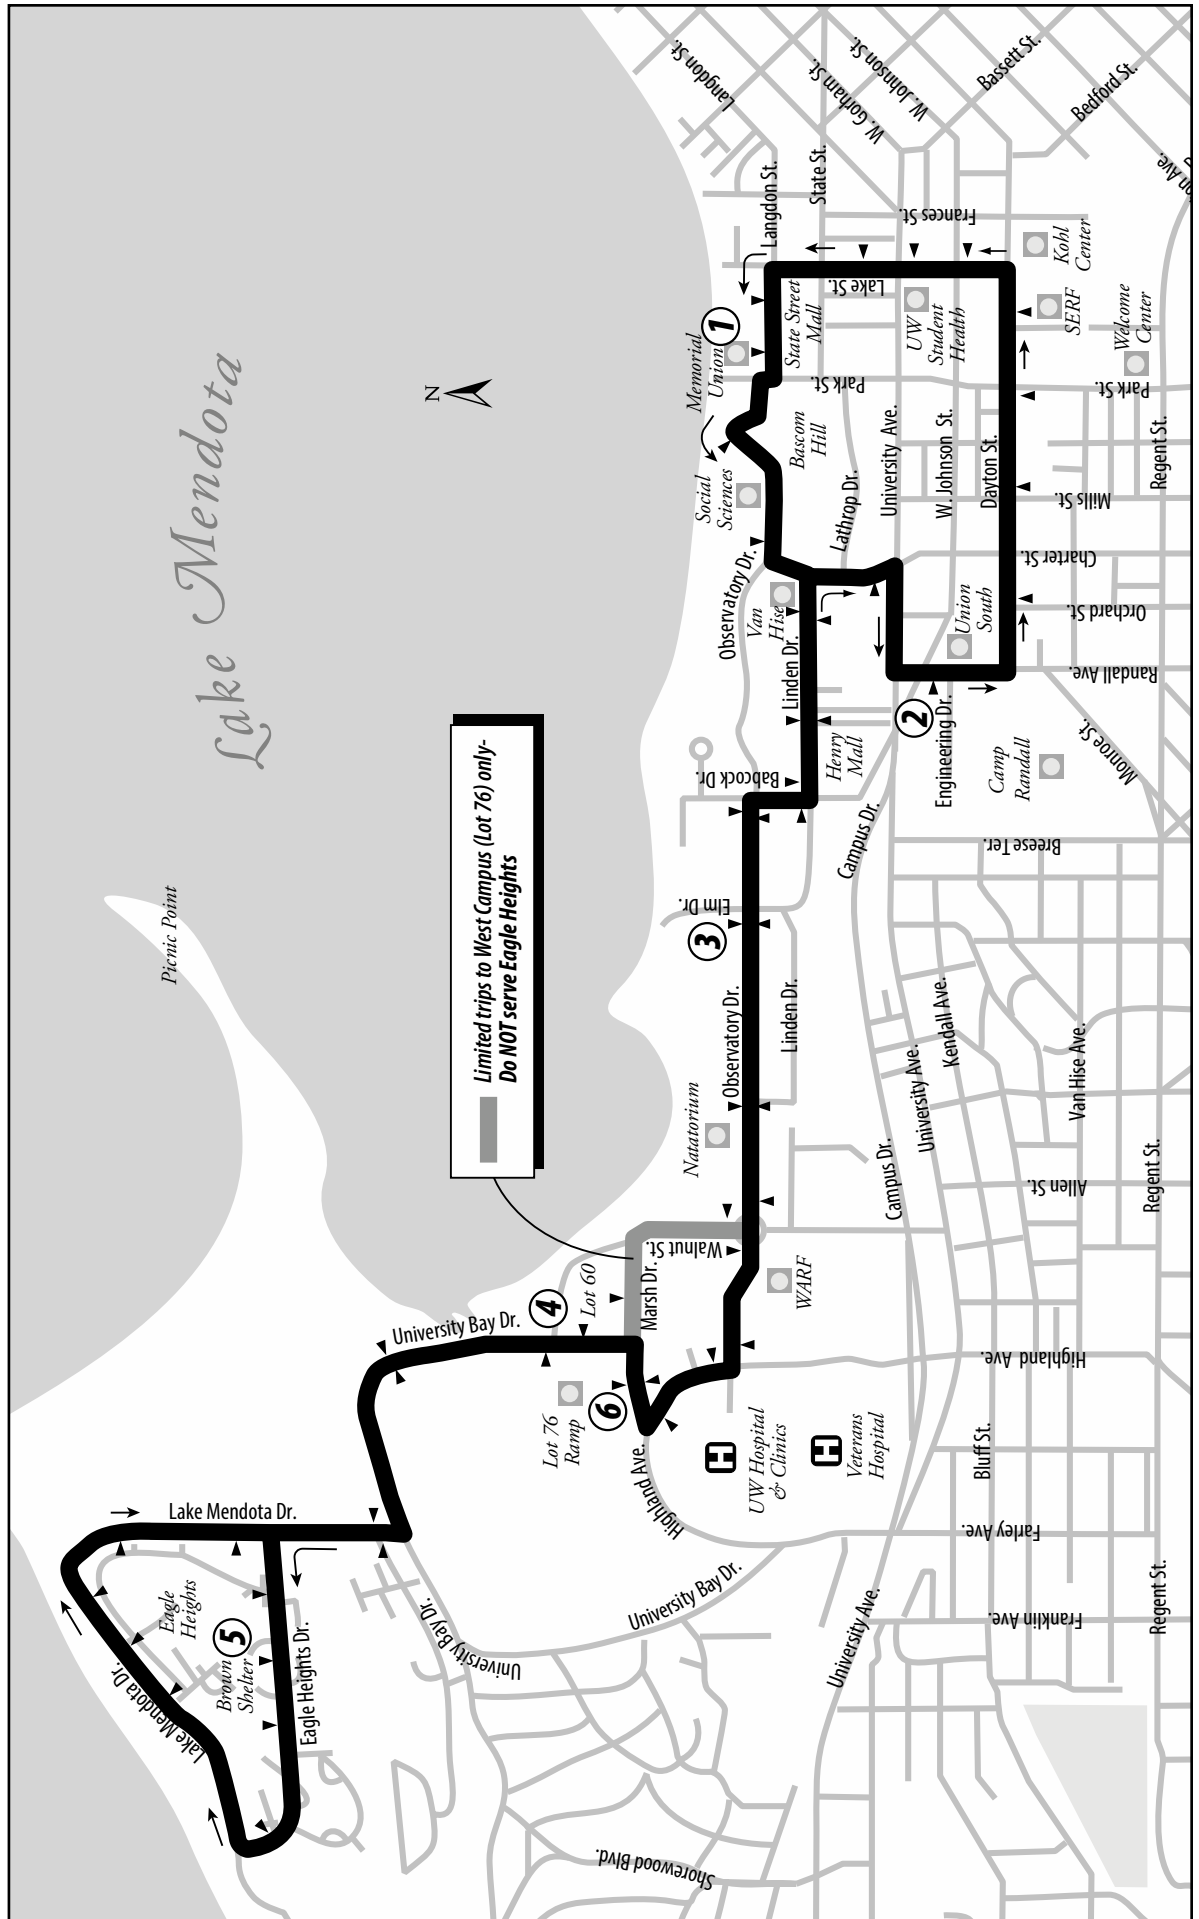 Lake Mendota
Picnic Point
N
Limited trips to West Campus (Lot 76) only-
Do NOT serve Eagle Heights
Lake Mendota Dr.
Lake Mendota Dr.
Eagle
Heights
5
Brown
Shelter
Eagle Heights Dr.
University Bay Dr.
University Bay Dr.
University Bay Dr.
4
Lot 60
Lot 76
Ramp
6
Marsh Dr.
Walnut St.
Highland Ave.
Highland
UW Hospital
& Clinics
H
Veterans
Hospital
H
WARF
Natatorium
Observatory Dr.
3
Elm Dr.
Linden Dr.
Babcock Dr.
Henry
Mall
Linden Dr.
Van
Hise
Observatory Dr.
Social
Sciences
Memorial
Union
1
Bascom
Hill
State Street
Mall
Langdon St.
Langdon St.
State St.
W. Gorham St.
W. Johnson St.
Bassett St.
Bedford St.
Frances St.
Lake St.
UW
Student
Health
Kohl
Center
SERF
Welcome
Center
Park St.
Park St.
Lathrop Dr.
University Ave.
W. Johnson St.
Dayton St.
Mills St.
Charter St.
Orchard St.
Randall Ave.
Regent St.
Union
South
2
Engineering Dr.
Camp
Randall
Monroe St.
Breese Ter.
Campus Dr.
Campus Dr.
University Ave.
Kendall Ave.
Van Hise Ave.
Allen St.
Regent St.
Highland Ave.
Bluff St.
Farley Ave.
Franklin Ave.
University Ave.
Regent St.
Shorewood Blvd.